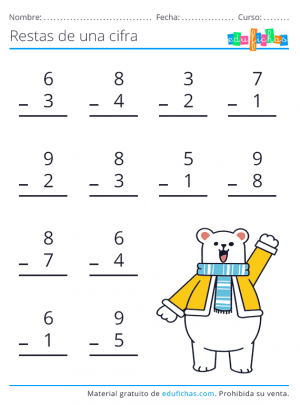 Nombre: ............................ Fecha: .................... Curso: ........
Restas de una cifra
edufichas
6 8 3 7
- 3 - 4 - 2 - 1
9 8 5 9
- 2 - 3 - 1 - 8
8 6
- 7 - 4
6 9
- 1 - 5
Material gratuito de edufichas.com. Prohibida su venta.